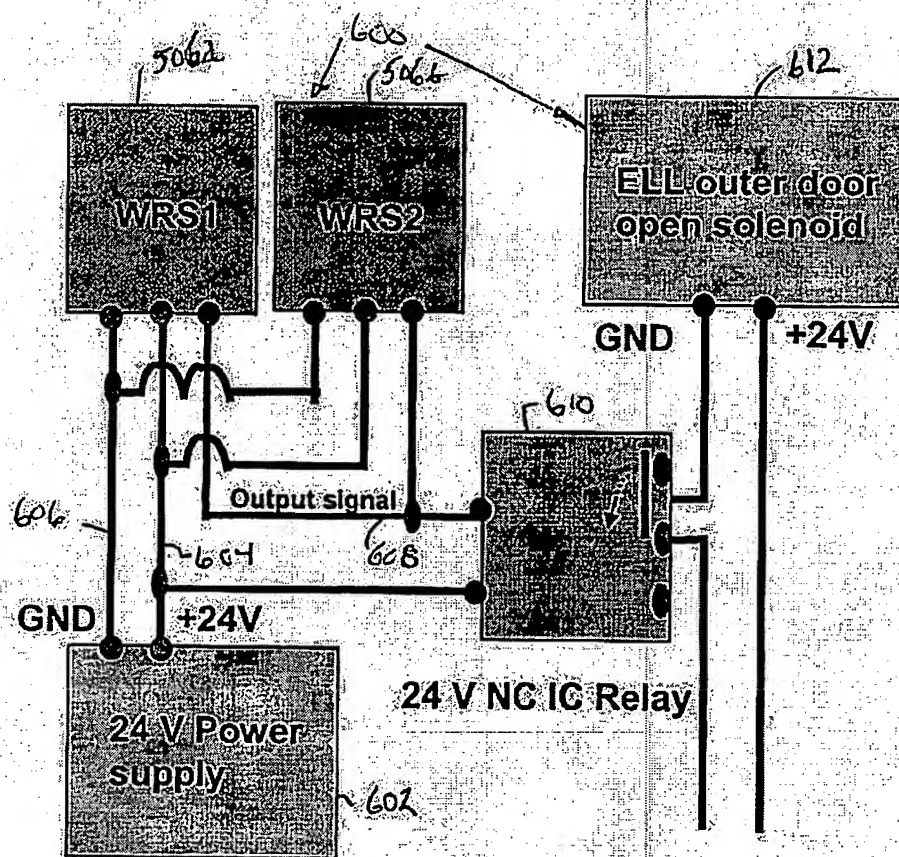 5062
600
506b
612
WRS1
WRS2
ELL outer door
open solenoid
GND
+24V
610
Output signal
606
604
608
GND
+24V
24 V NC IC Relay
24 V Power
supply
602